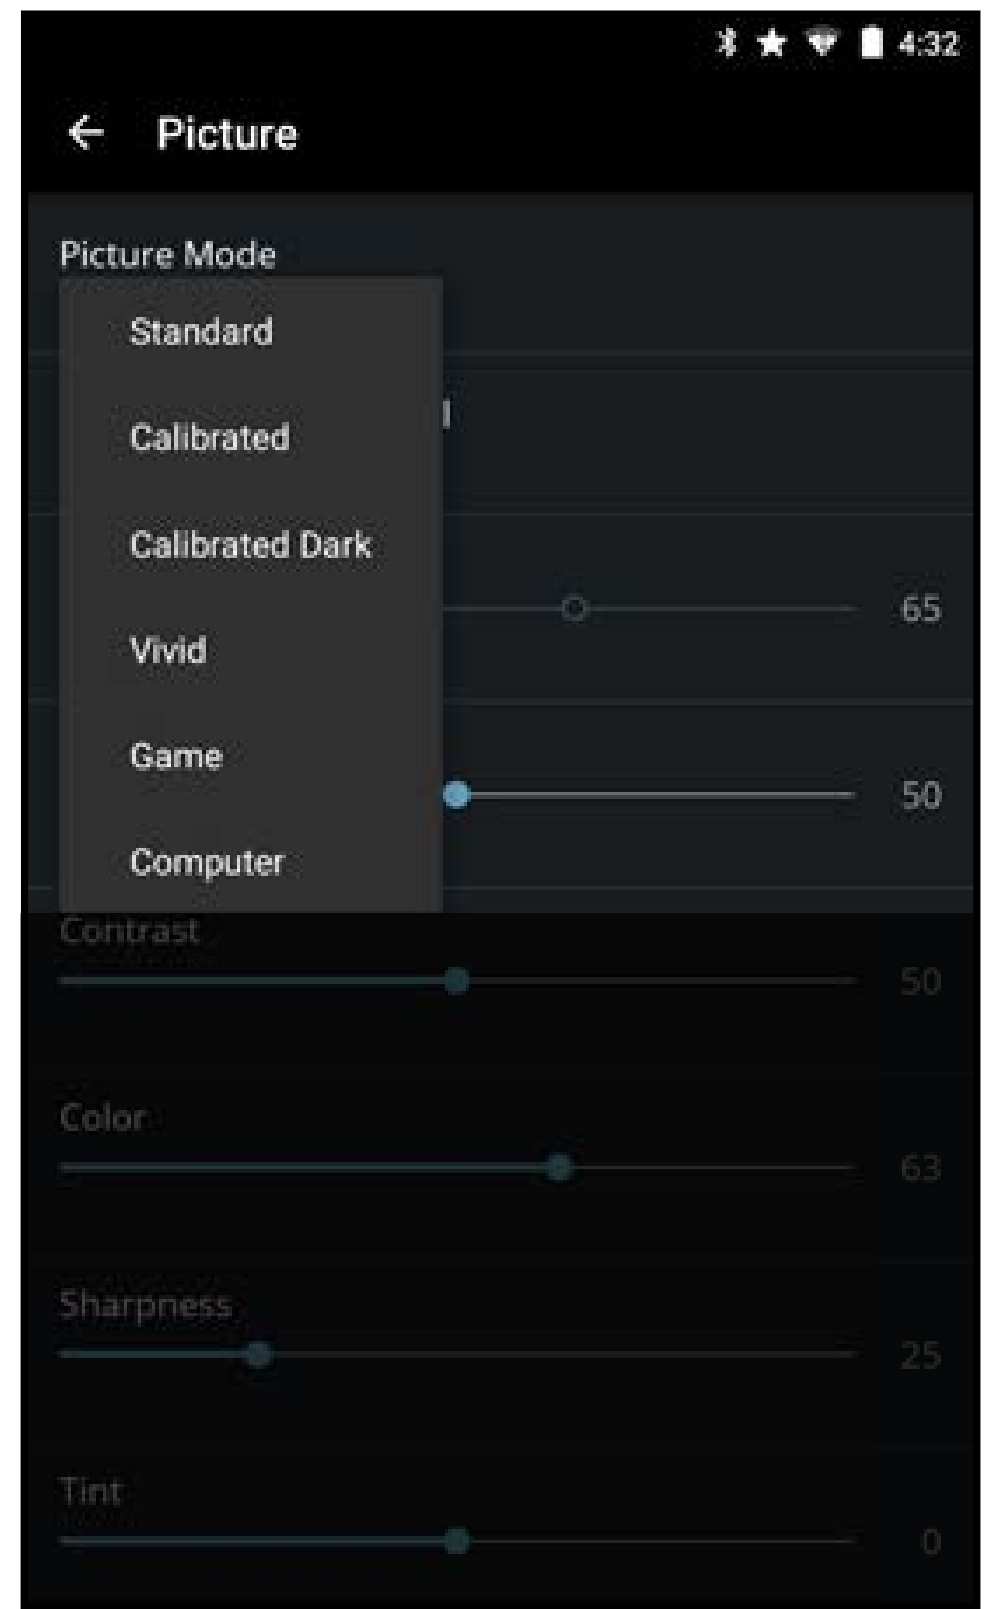 4:32
Picture
Picture Mode
Standard
Calibrated
Calibrated Dark
65
Vivid
Game
50
Computer
Contrast
50
Color
63
Sharpness
25
Tint
0